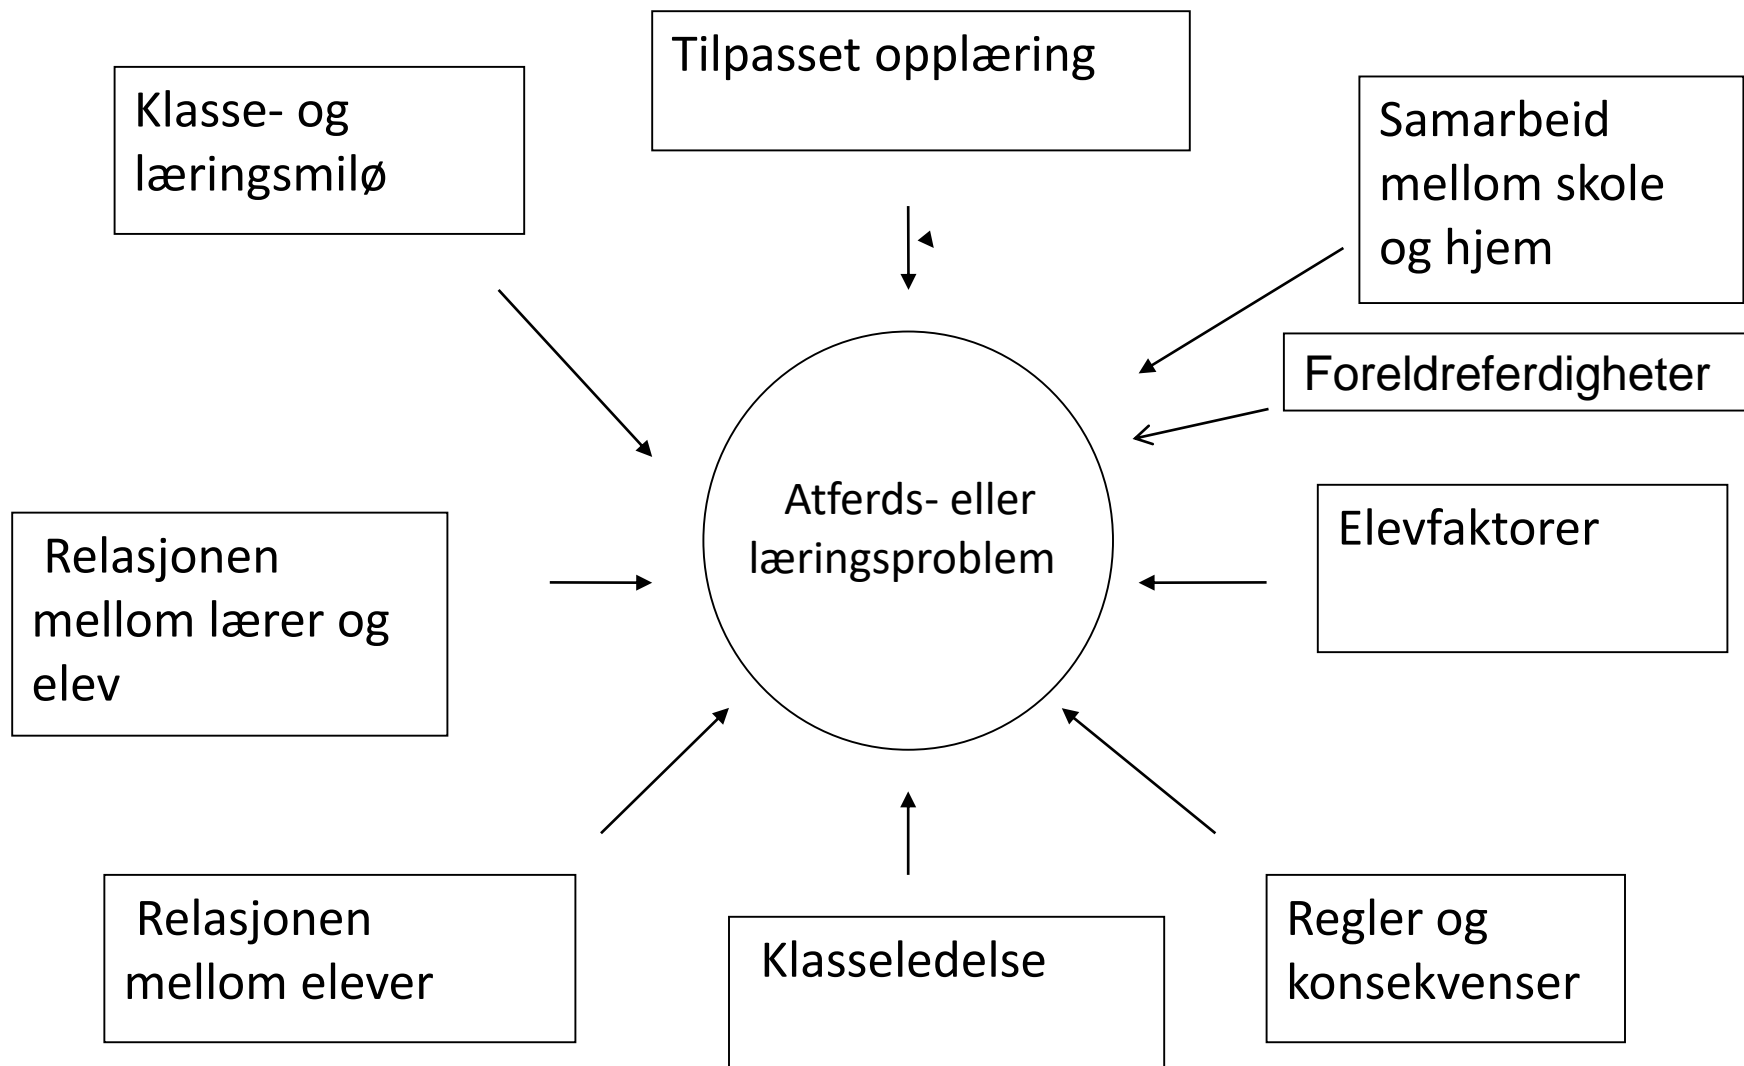 Tilpasset opplæring
Klasse- og
læringsmilø
Samarbeid
mellom skole
og hjem
Foreldreferdigheter
Atferds- eller
læringsproblem
Elevfaktorer
Relasjonen
mellom lærer og
elev
Relasjonen
mellom elever
Klasseledelse
Regler og
konsekvenser